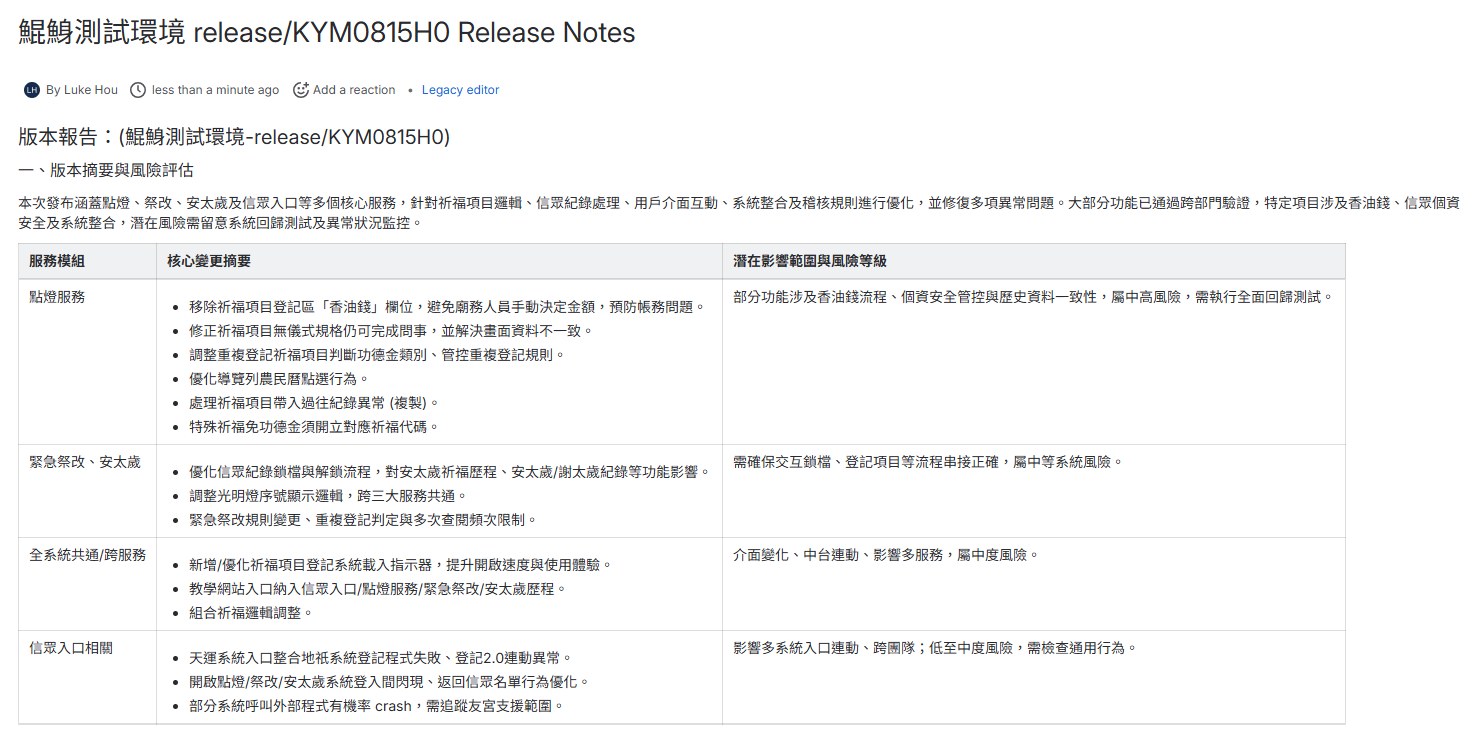 鯤鯓測試環境 release/KYM0815H0 Release Notes
LH By Luke Hou less than a minute ago Add a reaction • Legacy editor
版本報告：(鯤鯓測試環境-release/KYM0815H0)
一、版本摘要與風險評估
本次發布涵蓋點燈、祭改、安太歲及信眾入口等多個核心服務，針對祈福項目邏輯、信眾紀錄處理、用戶介面互動、系統整合及稽核規則進行優化，並修復多項異常問題。大部分功能已通過跨部門驗證，特定項目涉及香油錢、信眾個資
安全及系統整合，潛在風險需留意系統回歸測試及異常狀況監控。
服務模組 核心變更摘要 潛在影響範圍與風險等級
點燈服務
• 移除祈福項目登記區「香油錢」欄位，避免廟務人員手動決定金額，預防帳務問題。
• 修正祈福項目無儀式規格仍可完成問事，並解決畫面資料不一致。
• 調整重複登記祈福項目判斷功德金類別、管控重複登記規則。
• 優化導覽列農民曆點選行為。
• 處理祈福項目帶入過往紀錄異常 (複製)。
• 特殊祈福免功德金須開立對應祈福代碼。
部分功能涉及香油錢流程、個資安全管控與歷史資料一致性，屬中高風險，需執行全面回歸測試。
緊急祭改、安太歲
• 優化信眾紀錄鎖檔與解鎖流程，對安太歲祈福歷程、安太歲/謝太歲紀錄等功能影響。
• 調整光明燈序號顯示邏輯，跨三大服務共通。
• 緊急祭改規則變更、重複登記判定與多次查閱頻次限制。
需確保交互鎖檔、登記項目等流程串接正確，屬中等系統風險。
全系統共通/跨服務
• 新增/優化祈福項目登記系統載入指示器，提升開啟速度與使用體驗。
• 教學網站入口納入信眾入口/點燈服務/緊急祭改/安太歲歷程。
• 組合祈福邏輯調整。
介面變化、中台連動、影響多服務，屬中度風險。
信眾入口相關
• 天運系統入口整合地祇系統登記程式失敗、登記2.0連動異常。
• 開啟點燈/祭改/安太歲系統登入間閃現、返回信眾名單行為優化。
• 部分系統呼叫外部程式有機率 crash，需追蹤友宮支援範圍。
影響多系統入口連動、跨團隊；低至中度風險，需檢查通用行為。